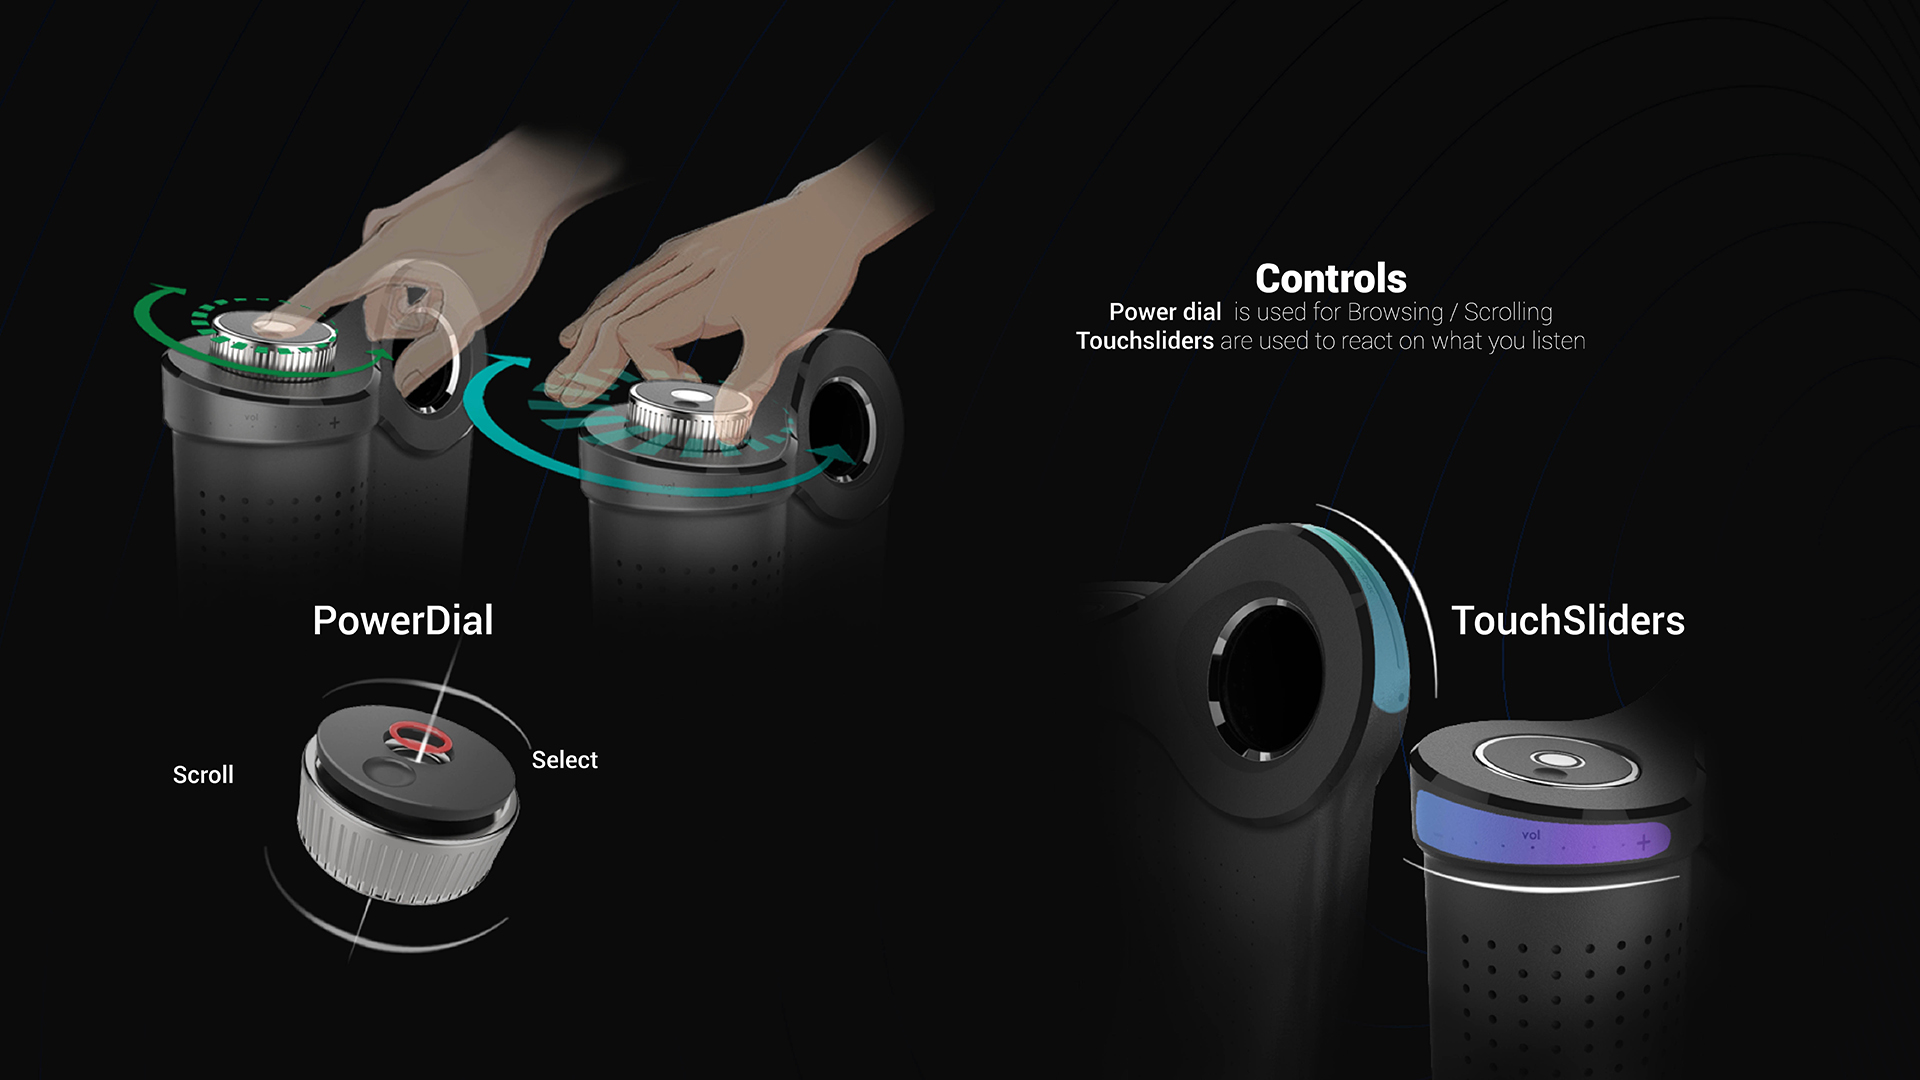 Controls
Power dial is used for Browsing / Scrolling
Touchsliders are used to react on what you listen
vol
+
vol
PowerDial
Scroll
Select
TouchSliders
vol
+